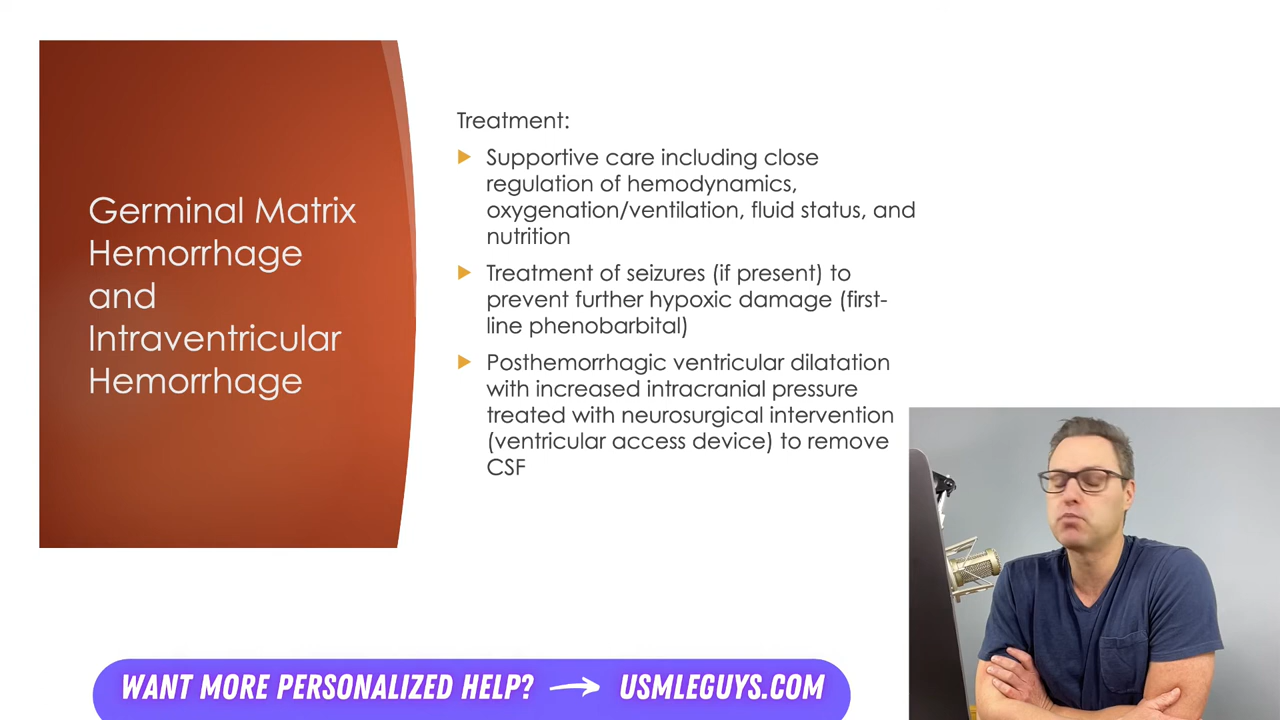 Germinal Matrix
Hemorrhage
and
Intraventricular
Hemorrhage
Treatment:
Supportive care including close
regulation of hemodynamics,
oxygenation/ventilation, fluid status, and
nutrition
Treatment of seizures (if present) to
prevent further hypoxic damage (first-
line phenobarbital)
Posthemorrhagic ventricular dilatation
with increased intracranial pressure
treated with neurosurgical intervention
(ventricular access device) to remove
CSF
WANT MORE PERSONALIZED HELP? → USMLEGUYS.COM